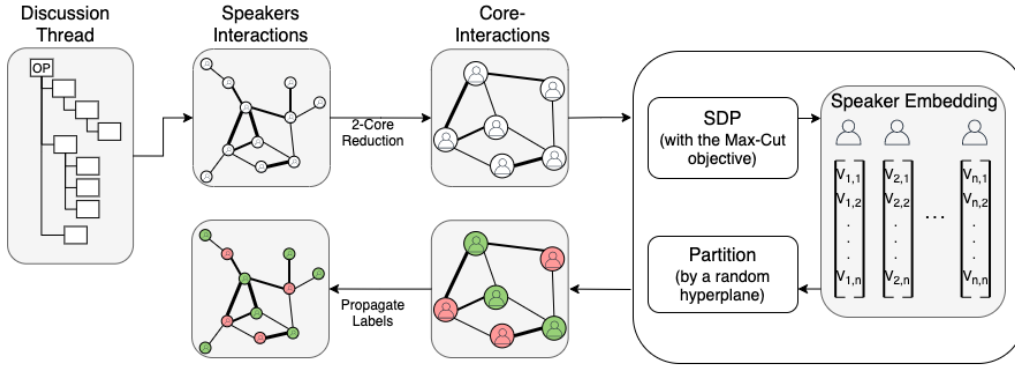 Discussion
Thread
OP
Speakers
Interactions
2-Core
Reduction
Core-
Interactions
SDP
(with the Max-Cut
objective)
Speaker Embedding
V1,1 V2,1 Vn,1
V1,2 V2,2 Vn,2
. . ... .
. . .
. . .
V1,n V2,n Vn,n
Partition
(by a random
hyperplane)
Propagate
Labels